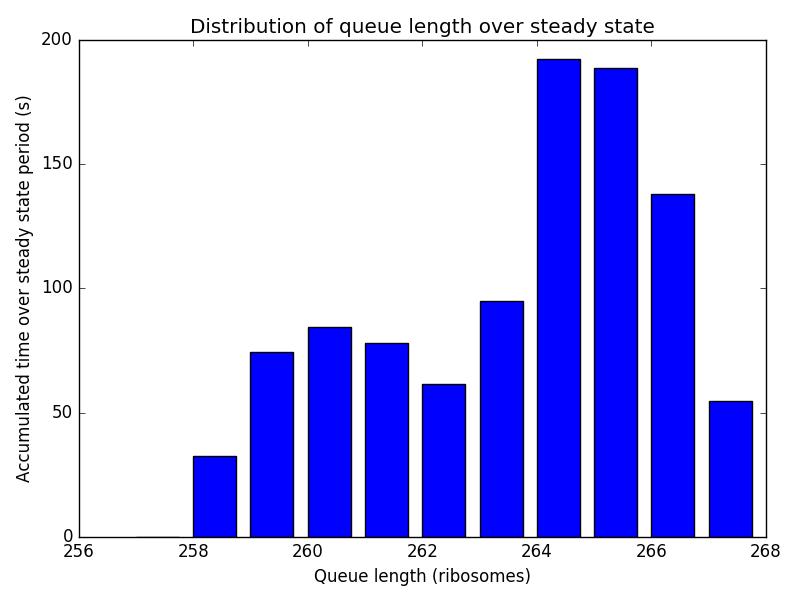 Distribution of queue length over steady state
Accumulated time over steady state period (s)
200
150
100
50
0
256 258 260 262 264 266 268
Queue length (ribosomes)